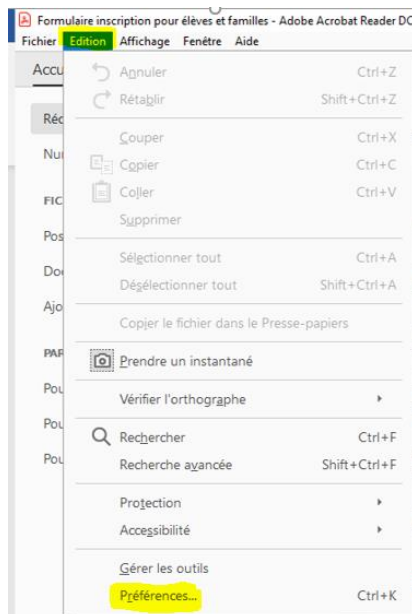 Formulaire inscription pour élèves et familles - Adobe Acrobat Reader DC
Fichier Edition Affichage Fenêtre Aide
Accu
Annuler Ctrl+Z
Rétablir Shift+Ctrl+Z
Réc
Couper Ctrl+X
Nu
Copier Ctrl+C
FIC
Coller Ctrl+V
Supprimer
Pos
Sélectionner tout Ctrl+A
Do
Désélectionner tout Shift+Ctrl+A
Ajo
Copier le fichier dans le Presse-papiers
PAR
Prendre un instantané
Pou
Vérifier l'orthographe
Pou
Rechercher Ctrl+F
Pou
Recherche avancée Shift+Ctrl+F
Protection
Accessibilité
Gérer les outils
Préférences... Ctrl+K